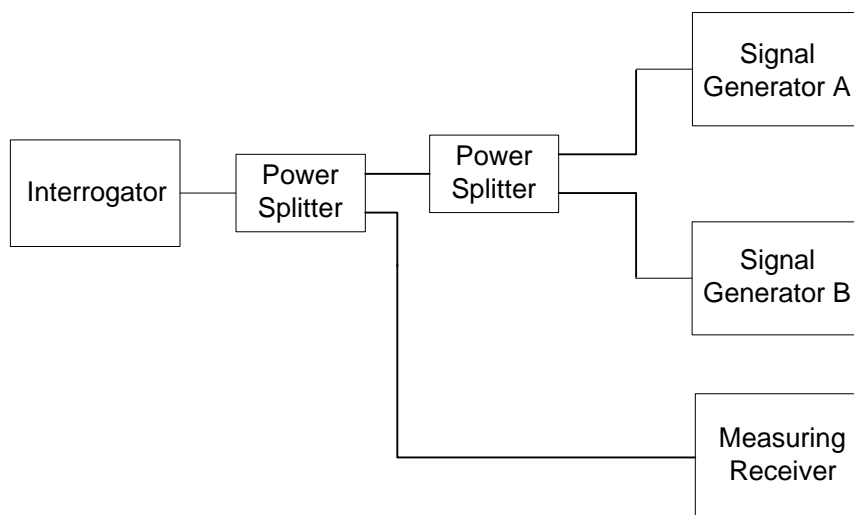 Signal
Generator A
Power
Splitter
Interrogator
Power
Splitter
Signal
Generator B
Measuring
Receiver